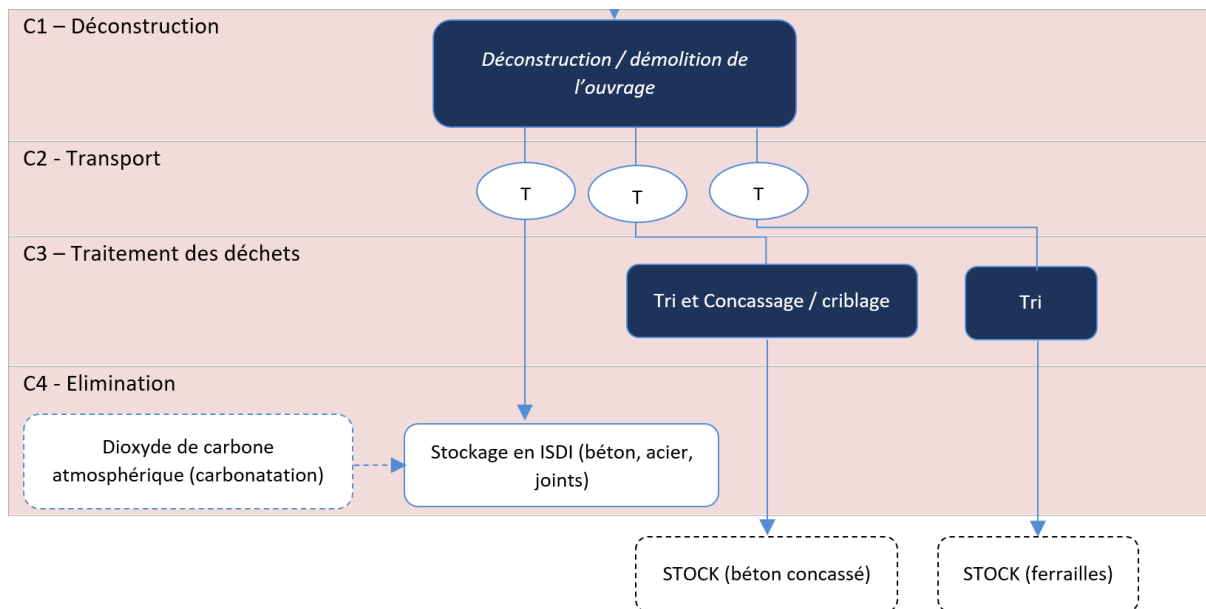 C1 – Déconstruction
Déconstruction / démolition de
l’ouvrage
C2 - Transport
T
T
T
C3 – Traitement des déchets
Tri et Concassage / criblage
Tri
C4 - Elimination
Dioxyde de carbone
atmosphérique (carbonatation)
Stockage en ISDI (béton, acier,
joints)
STOCK (béton concassé)
STOCK (ferrailles)